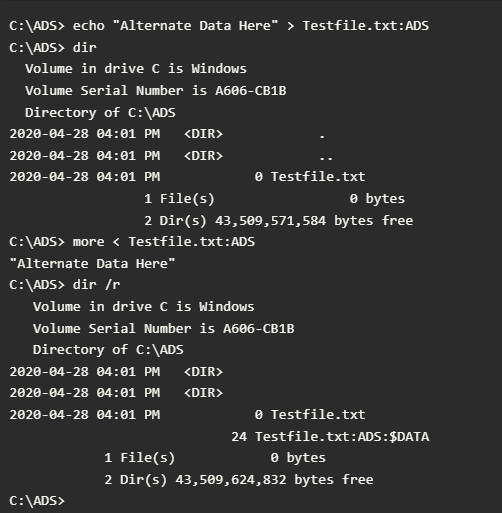 C:\ADS> echo "Alternate Data Here" > Testfile.txt:ADS
C:\ADS> dir
Volume in drive C is Windows
Volume Serial Number is A606-CB1B
Directory of C:\ADS
2020-04-28 04:01 PM <DIR> .
2020-04-28 04:01 PM <DIR> ..
2020-04-28 04:01 PM 0 Testfile.txt
1 File(s) 0 bytes
2 Dir(s) 43,509,571,584 bytes free
C:\ADS> more < Testfile.txt:ADS
"Alternate Data Here"
C:\ADS> dir /r
Volume in drive C is Windows
Volume Serial Number is A606-CB1B
Directory of C:\ADS
2020-04-28 04:01 PM <DIR>
2020-04-28 04:01 PM <DIR>
2020-04-28 04:01 PM 0 Testfile.txt
24 Testfile.txt:ADS:$DATA
1 File(s) 0 bytes
2 Dir(s) 43,509,624,832 bytes free
C:\ADS>